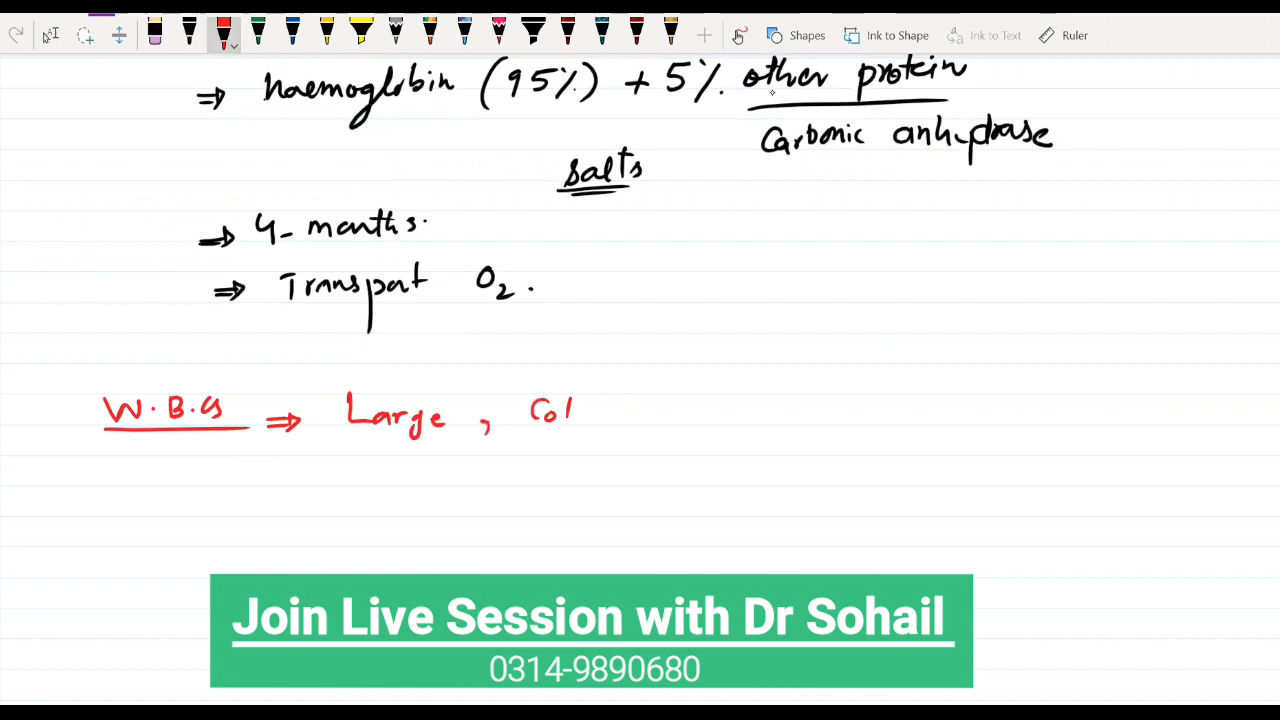 Shapes Ink to Shape Ink to Text Ruler
⇒ haemoglobin (95%) + 5% other protein
Carbonic anhydrase
salts
⇒ 4- months.
⇒ Transport O₂.
W.B.Cs ⇒ Large, Col
Join Live Session with Dr Sohail
0314-9890680